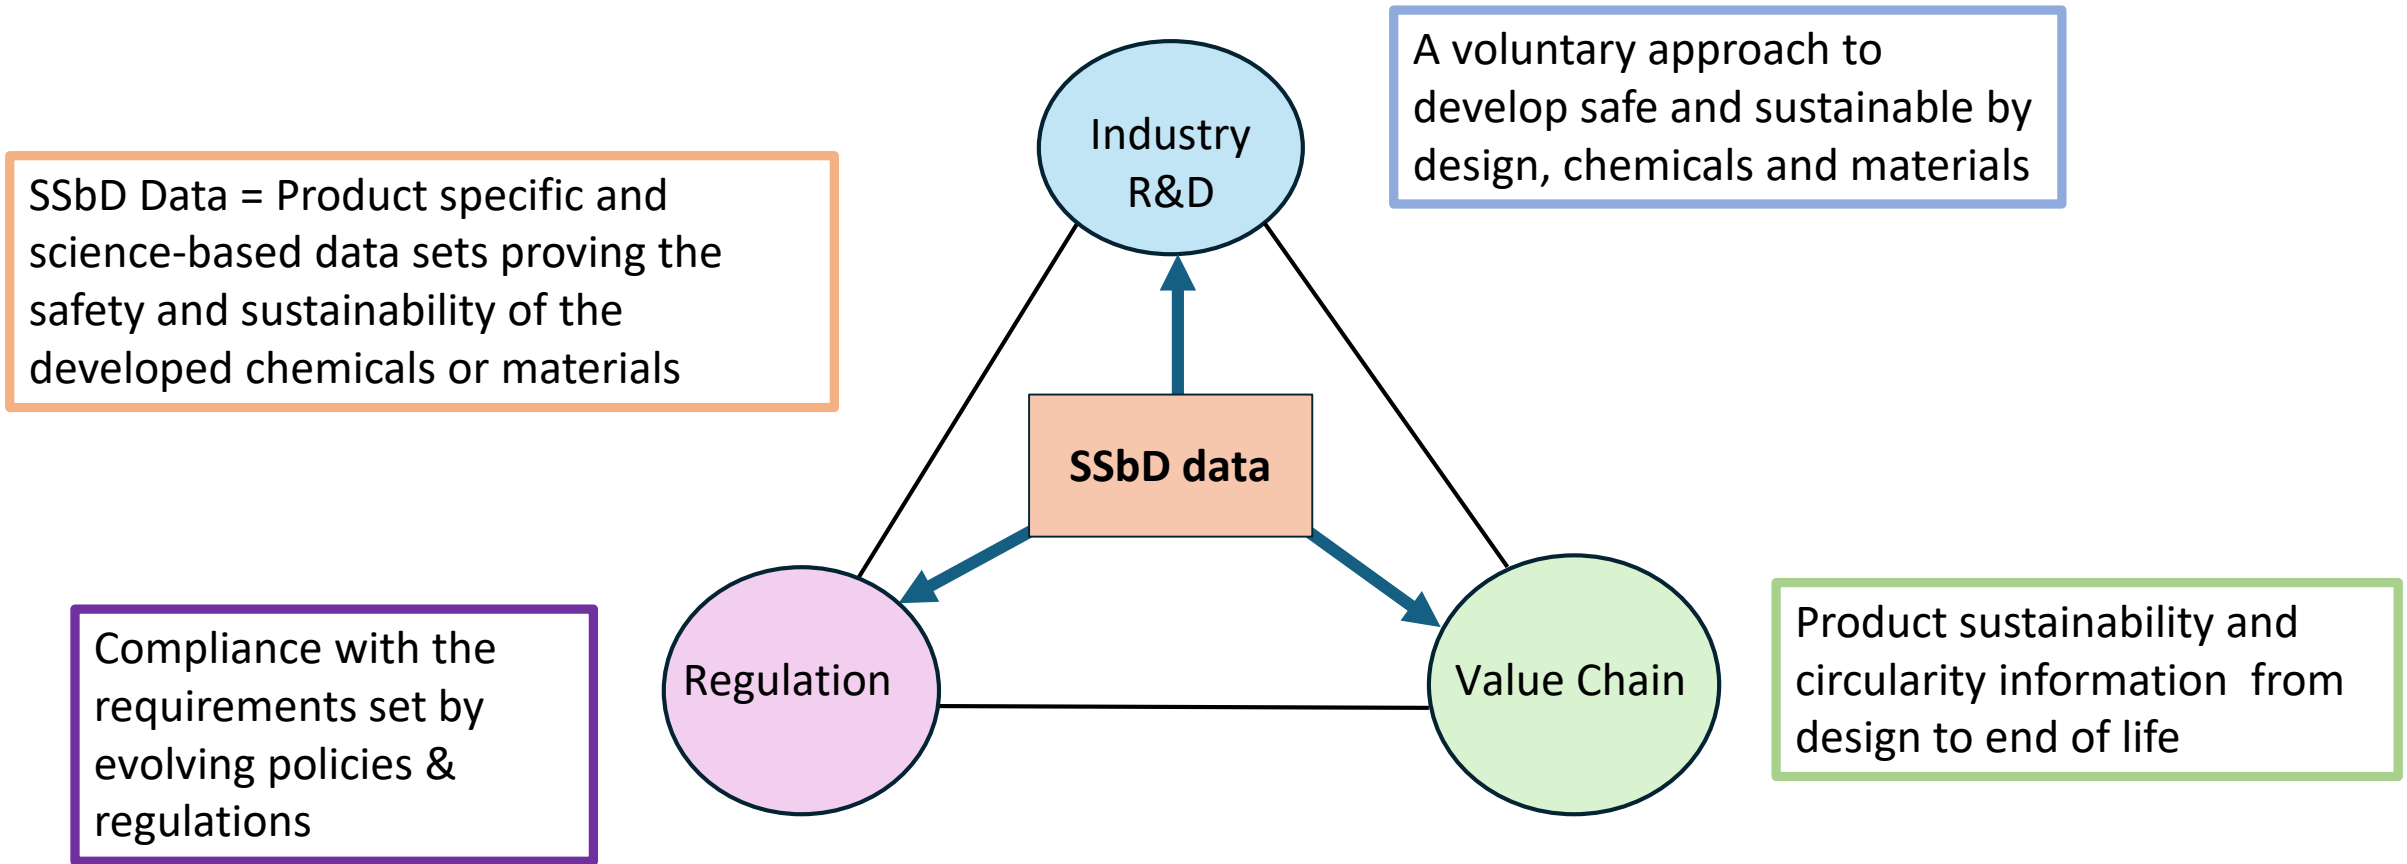 A voluntary approach to
develop safe and sustainable by
design, chemicals and materials
Industry
R&D
SSbD Data = Product specific and
science-based data sets proving the
safety and sustainability of the
developed chemicals or materials
SSbD data
Compliance with the
requirements set by
evolving policies &
regulations
Regulation
Value Chain
Product sustainability and
circularity information  from
design to end of life